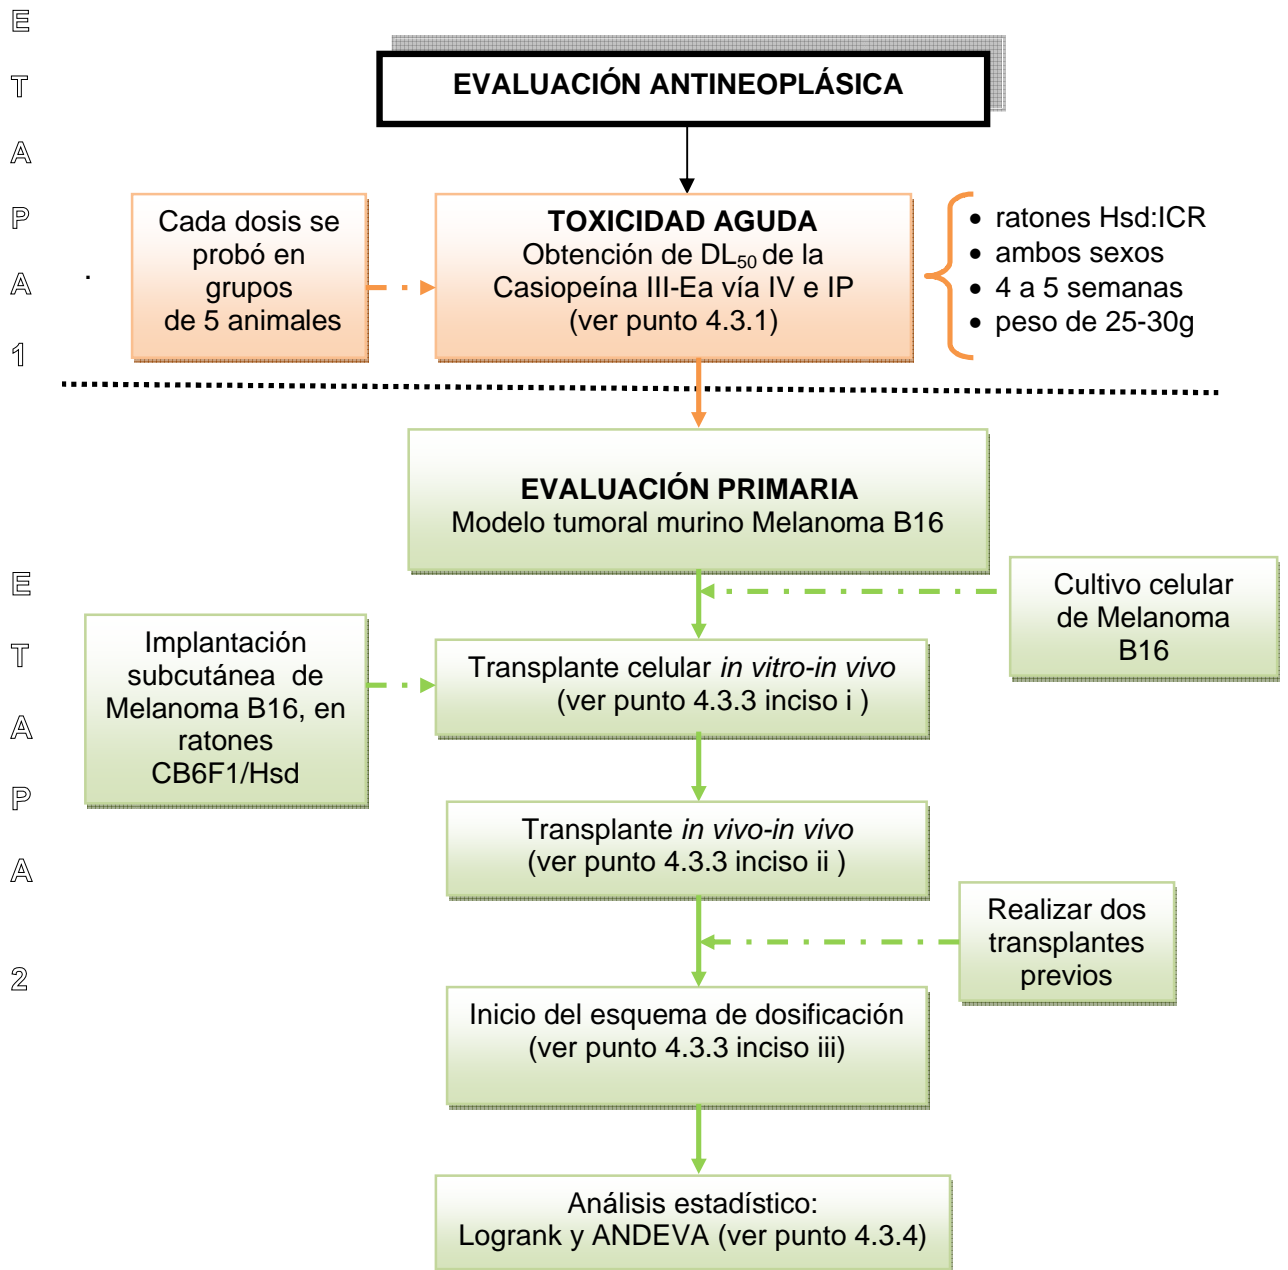 EVALUACIÓN ANTINEOPLÁSICA
E
T
A
P
A
1
Cada dosis se
probó en
grupos
de 5 animales
.
TOXICIDAD AGUDA
Obtención de DL50 de la
Casiopeína III-Ea vía IV e IP
(ver punto 4.3.1)
• ratones Hsd:ICR
• ambos sexos
• 4 a 5 semanas
• peso de 25-30g
E
T
A
P
A
2
EVALUACIÓN PRIMARIA
Modelo tumoral murino Melanoma B16
Cultivo celular
de Melanoma
B16
Implantación
subcutánea de
Melanoma B16, en
ratones
CB6F1/Hsd
Transplante celular in vitro-in vivo
(ver punto 4.3.3 inciso i )
Transplante in vivo-in vivo
(ver punto 4.3.3 inciso ii )
Realizar dos
transplantes
previos
Inicio del esquema de dosificación
(ver punto 4.3.3 inciso iii)
Análisis estadístico:
Logrank y ANDEVA (ver punto 4.3.4)